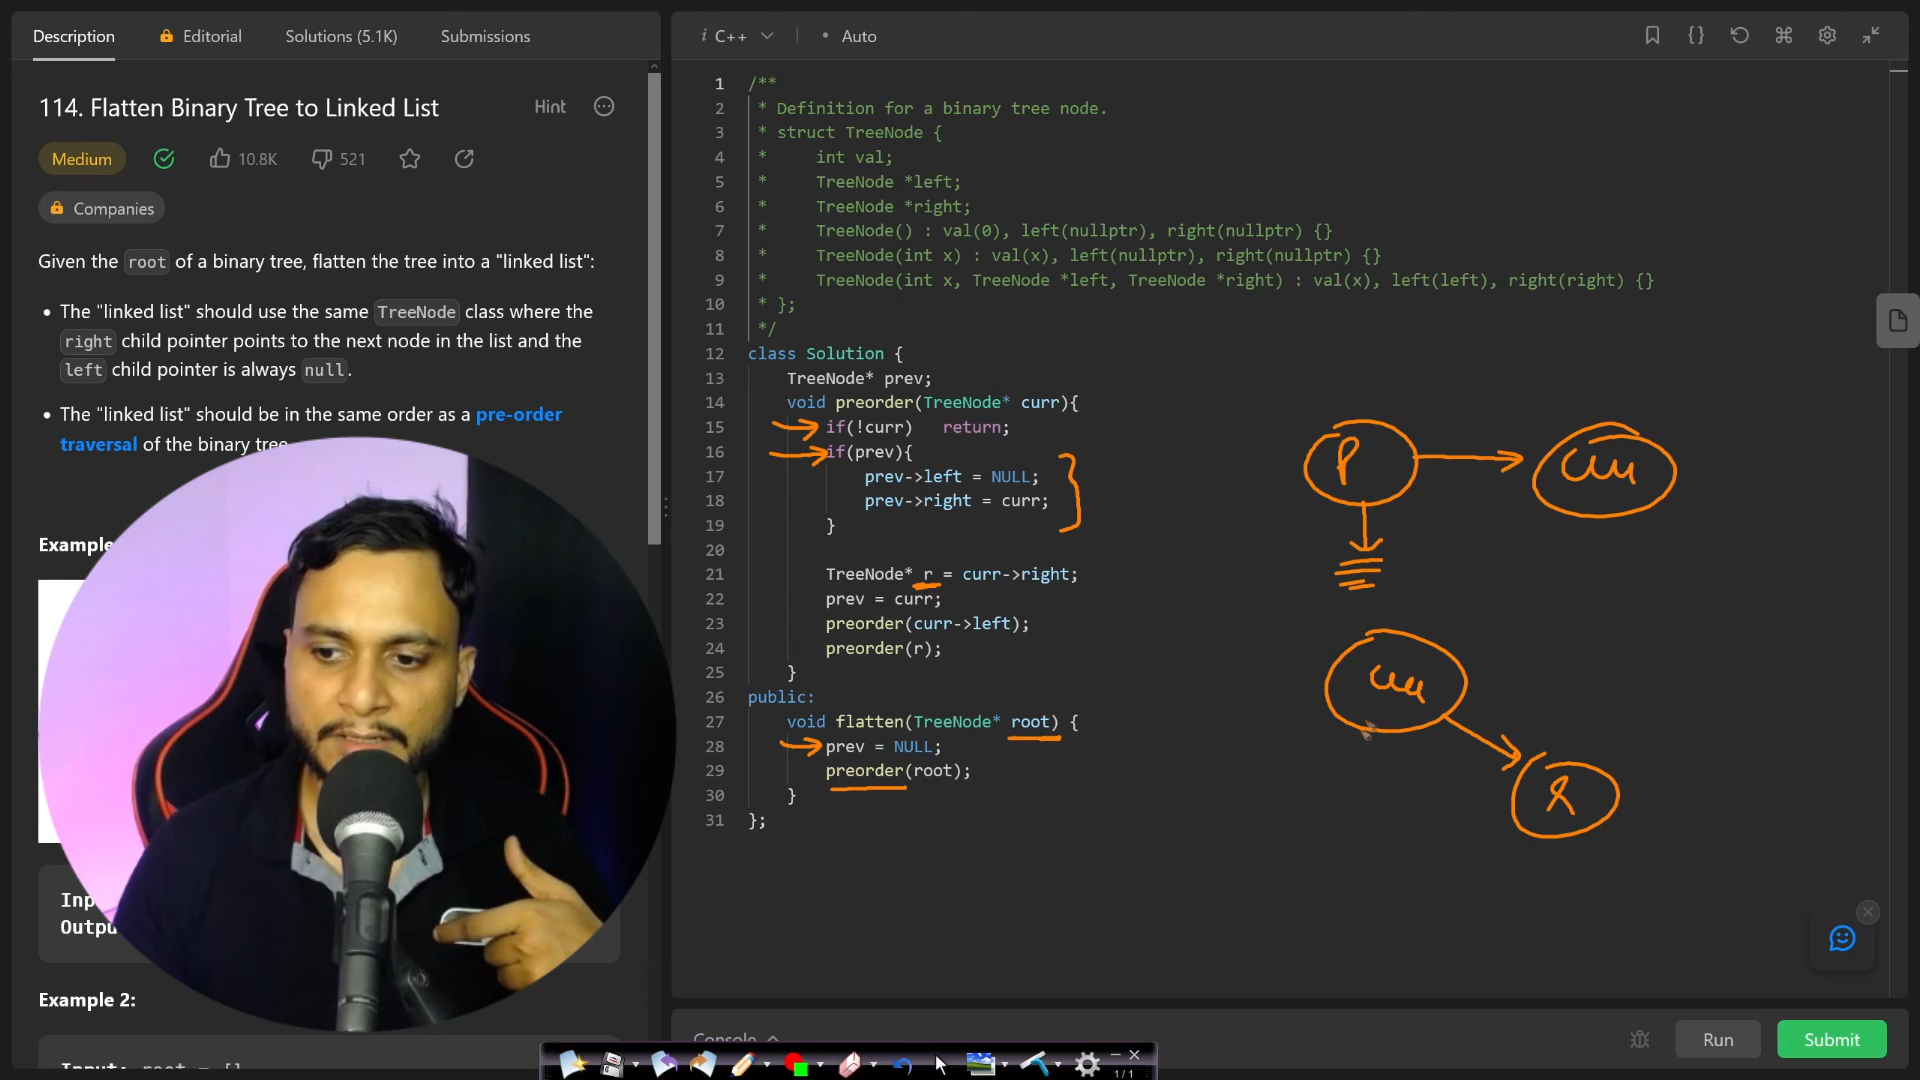 Description
Editorial
Solutions (5.1K)
Submissions
114. Flatten Binary Tree to Linked List
Hint
Medium
10.8K
521
Companies
Given the root of a binary tree, flatten the tree into a "linked list":
The "linked list" should use the same TreeNode class where the
right child pointer points to the next node in the list and the
left child pointer is always null.
The "linked list" should be in the same order as a pre-order
traversal of the binary tree
Example
Example 2:
i C++
Auto
1 /**
2 * Definition for a binary tree node.
3 * struct TreeNode {
4 * int val;
5 * TreeNode *left;
6 * TreeNode *right;
7 * TreeNode() : val(0), left(nullptr), right(nullptr) {}
8 * TreeNode(int x) : val(x), left(nullptr), right(nullptr) {}
9 * TreeNode(int x, TreeNode *left, TreeNode *right) : val(x), left(left), right(right) {}
10 * };
11 */
12 class Solution {
13 TreeNode* prev;
14 void preorder(TreeNode* curr){
15 if(!curr) return;
16 if(prev){
17 prev->left = NULL;
18 prev->right = curr;
19 }
20
21 TreeNode* r = curr->right;
22 prev = curr;
23 preorder(curr->left);
24 preorder(r);
25 }
26 public:
27 void flatten(TreeNode* root) {
28 prev = NULL;
29 preorder(root);
30 }
31 };
P
Console
Run
Submit
1/1